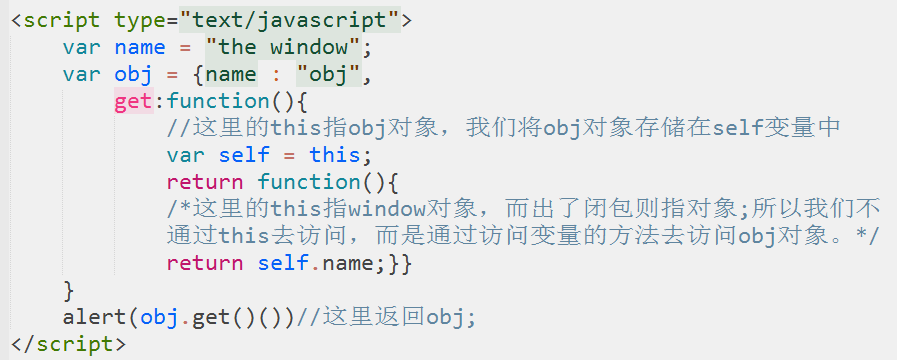 <script type="text/javascript">
    var name = "the window";
    var obj = {name : "obj",
        get:function(){
            //这里的this指obj对象，我们将obj对象存储在self变量中
            var self = this;
            return function(){
            /*这里的this指window对象，而出了闭包则指对象;所以我们不
            通过this去访问，而是通过访问变量的方法去访问obj对象。*/
            return self.name;}}
    }
    alert(obj.get()())//这里返回obj;
</script>